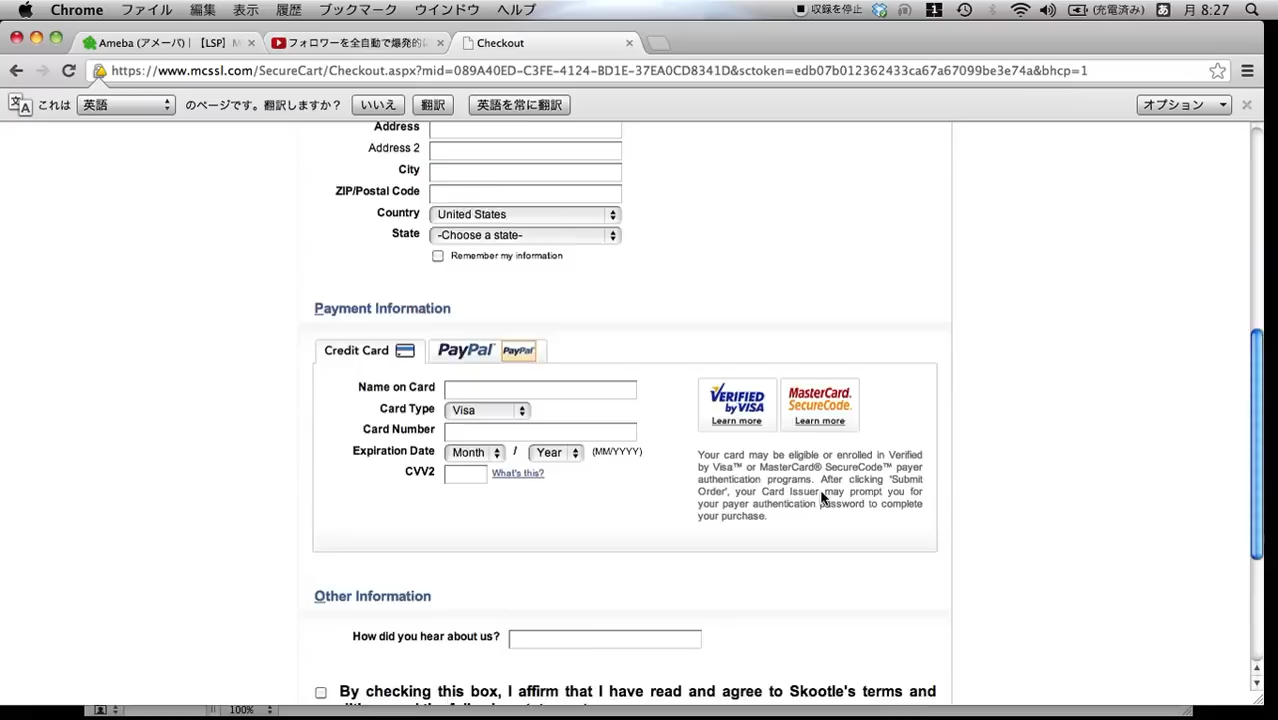 Chrome ファイル 編集 表示 履歴 ブックマーク ウインドウ ヘルプ 収録を停止 1 (充電済み) あ 月 8:27
Ameba (アメーバ) | 【LSP】 M
フォロワーを全自動で爆発的に
Checkout
https://www.mcssl.com/SecureCart/Checkout.aspx?mid=089A40ED-C3FE-4124-BD1E-37EA0CD8341D&sctoken=edb07b012362433ca67a67099be3e74a&bhcp=1
これは 英語 のページです。翻訳しますか？ いいえ 翻訳 英語を常に翻訳 オプション
Address
Address 2
City
ZIP/Postal Code
Country United States
State -Choose a state-
Remember my information
Payment Information
Credit Card PayPal PayPal
Name on Card
Card Type Visa
Card Number
Expiration Date Month / Year (MM/YYYY)
CVV2 What's this?
VERIFIED by VISA Learn more
MasterCard. SecureCode. Learn more
Your card may be eligible or enrolled in Verified
by Visa™ or MasterCard® SecureCode™ payer
authentication programs. After clicking 'Submit
Order', your Card Issuer may prompt you for
your payer authentication password to complete
your purchase.
Other Information
How did you hear about us?
By checking this box, I affirm that I have read and agree to Skootle's terms and
100%